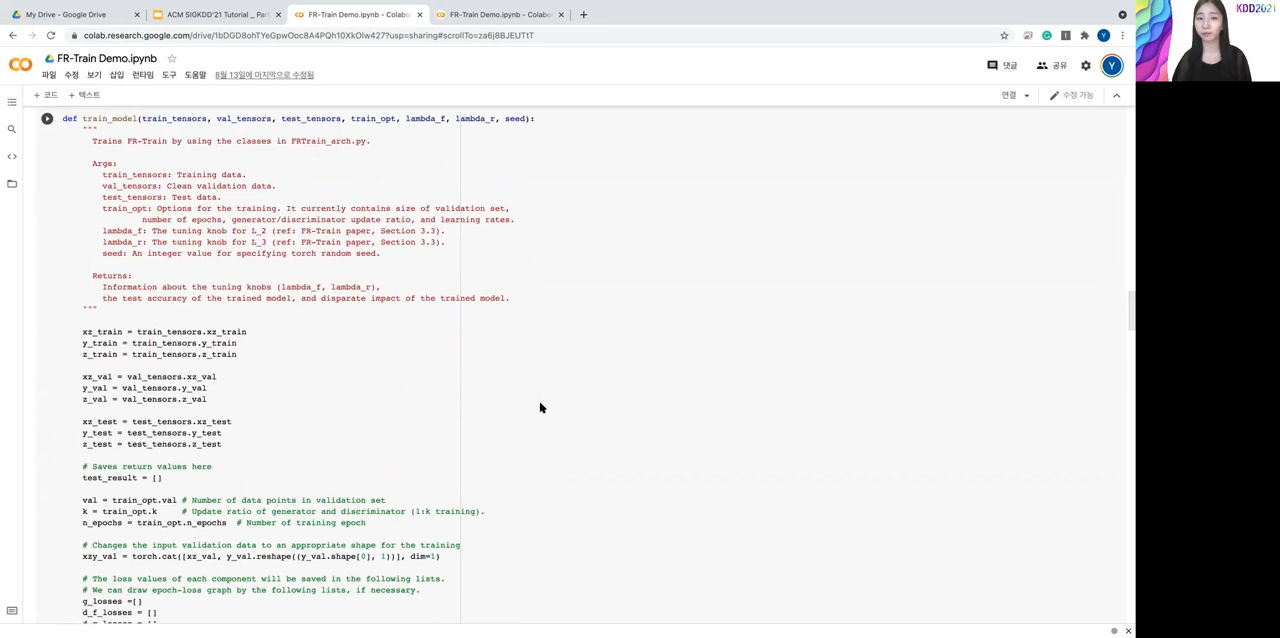 My Drive - Google Drive
ACM SIGKDD'21 Tutorial _ Par
FR-Train Demo.ipynb - Colabo
FR-Train Demo.ipynb - Colabo
colab.research.google.com/drive/1bDGD8ohTYeGpwOoc8A4PQh10XkOlw427?usp=sharing#scrollTo=za6j8BJEUTtT
KDD2021
FR-Train Demo.ipynb
파일 수정 보기 삽입 런타임 도구 도움말 8월 13일에 마지막으로 수정됨
댓글 공유
+ 코드 + 텍스트
연결 수정 가능
def train_model(train_tensors, val_tensors, test_tensors, train_opt, lambda_f, lambda_r, seed):
"""
Trains FR-Train by using the classes in FRTrain_arch.py.
Args:
train_tensors: Training data.
val_tensors: Clean validation data.
test_tensors: Test data.
train_opt: Options for the training. It currently contains size of validation set,
number of epochs, generator/discriminator update ratio, and learning rates.
lambda_f: The tuning knob for L_2 (ref: FR-Train paper, Section 3.3).
lambda_r: The tuning knob for L_3 (ref: FR-Train paper, Section 3.3).
seed: An integer value for specifying torch random seed.
Returns:
Information about the tuning knobs (lambda_f, lambda_r),
the test accuracy of the trained model, and disparate impact of the trained model.
"""
xz_train = train_tensors.xz_train
y_train = train_tensors.y_train
z_train = train_tensors.z_train
xz_val = val_tensors.xz_val
y_val = val_tensors.y_val
z_val = val_tensors.z_val
xz_test = test_tensors.xz_test
y_test = test_tensors.y_test
z_test = test_tensors.z_test
# Saves return values here
test_result = []
val = train_opt.val # Number of data points in validation set
k = train_opt.k # Update ratio of generator and discriminator (1:k training).
n_epochs = train_opt.n_epochs # Number of training epoch
# Changes the input validation data to an appropriate shape for the training
xzy_val = torch.cat([xz_val, y_val.reshape((y_val.shape[0], 1))], dim=1)
# The loss values of each component will be saved in the following lists.
# We can draw epoch-loss graph by the following lists, if necessary.
g_losses =[]
d_f_losses = []